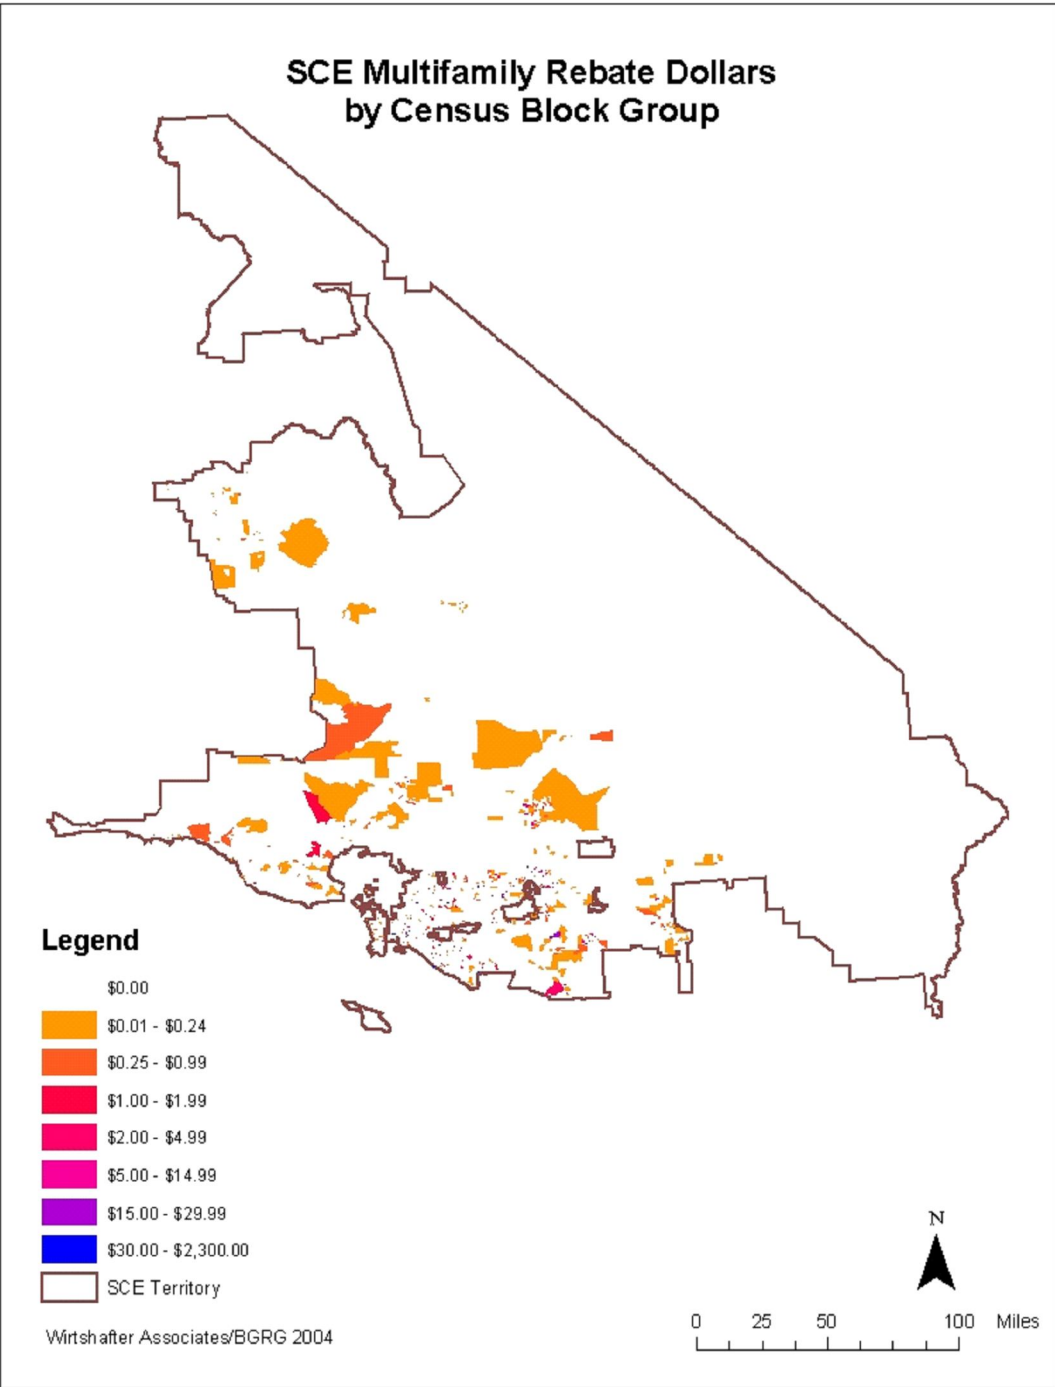 SCE Multifamily Rebate Dollars
by Census Block Group
Legend
$0.00
$0.01 - $0.24
$0.25 - $0.99
$1.00 - $1.99
$2.00 - $4.99
$5.00 - $14.99
$15.00 - $29.99
$30.00 - $2,300.00
SCE Territory
Wirtshafter Associates/BGRG 2004
N
0 25 50 100 Miles